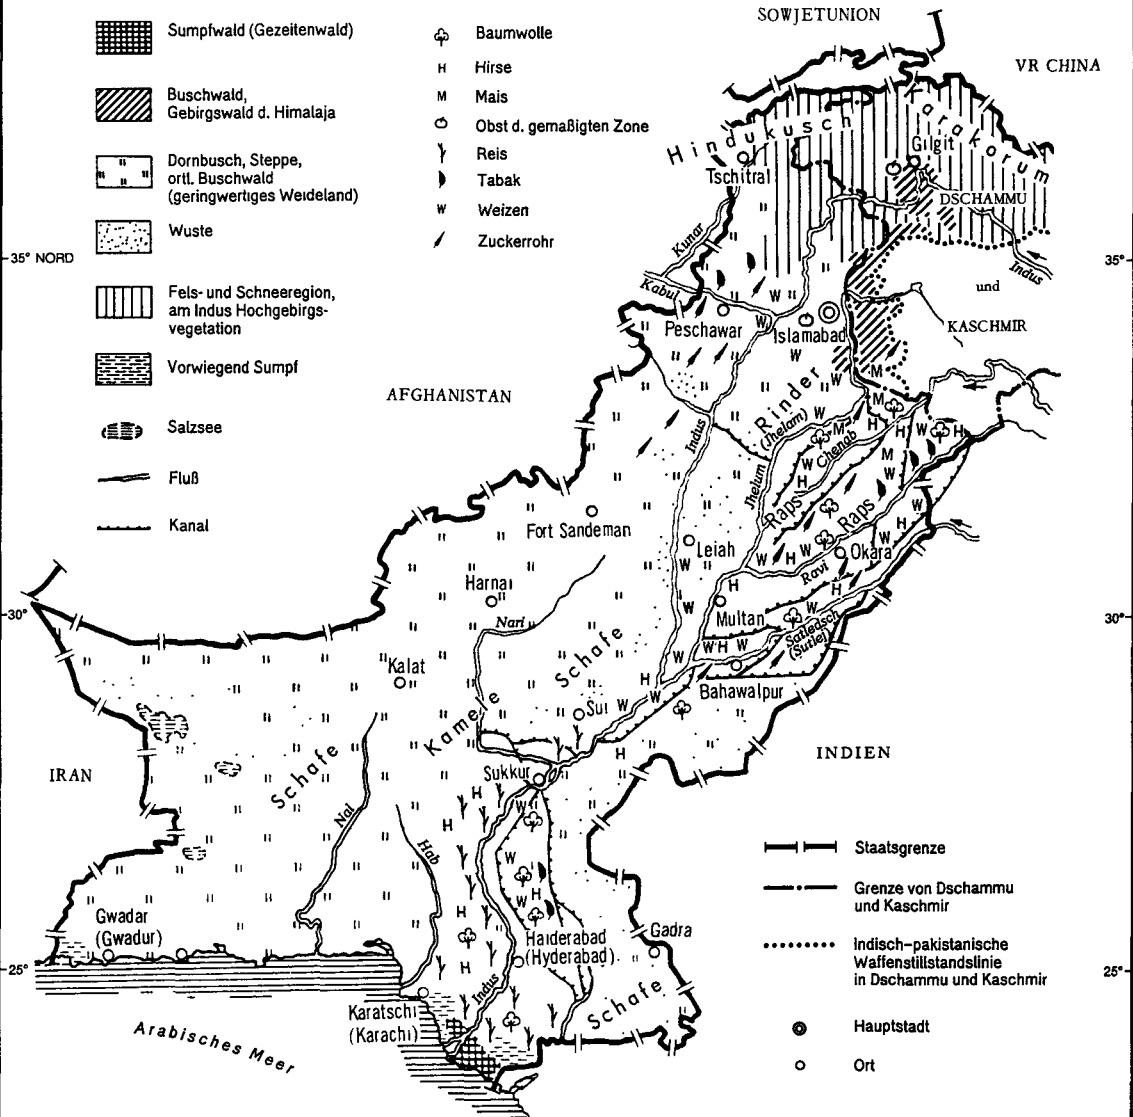 Sumpfwald (Gezeitenwald)
Buschwald,
Gebirgswald d. Himalaja
Dornbusch, Steppe,
ortl. Buschwald
(geringwertiges Weideland)
Wuste
Fels- und Schneeregion,
am Indus Hochgebirgs-
vegetation
Vorwiegend Sumpf
Salzsee
Fluß
Kanal
Baumwolle
H Hirse
M Mais
Obst d. gemaßigten Zone
Reis
Tabak
W Weizen
Zuckerrohr
SOWJETUNION
VR CHINA
Hindukusch
Karakorum
Gilgit
Tschitral
DSCHAMMU
Kunar
35° NORD
35°
Indus
Kabul
und
Peschawar
Islamabad
KASCHMIR
AFGHANISTAN
Rinder
Indus
(Jhelam)
Jhelum
Chenab
Raps
Raps
Fort Sandeman
Leiah
Okara
Ravi
Harnai
30°
30°
Nari
Multan
Satledsch
(Sutlej)
Schafe
Kalat
Bahawalpur
Sui
Kamele
IRAN
Schafe
INDIEN
Sukkur
Nal
Hab
Gwadar
(Gwadur)
Haiderabad
(Hyderabad)
Gadra
25°
25°
Indus
Schafe
Karatschi
(Karachi)
Arabisches Meer
Staatsgrenze
Grenze von Dschammu
und Kaschmir
Indisch-pakistanische
Waffenstillstandslinie
in Dschammu und Kaschmir
Hauptstadt
Ort